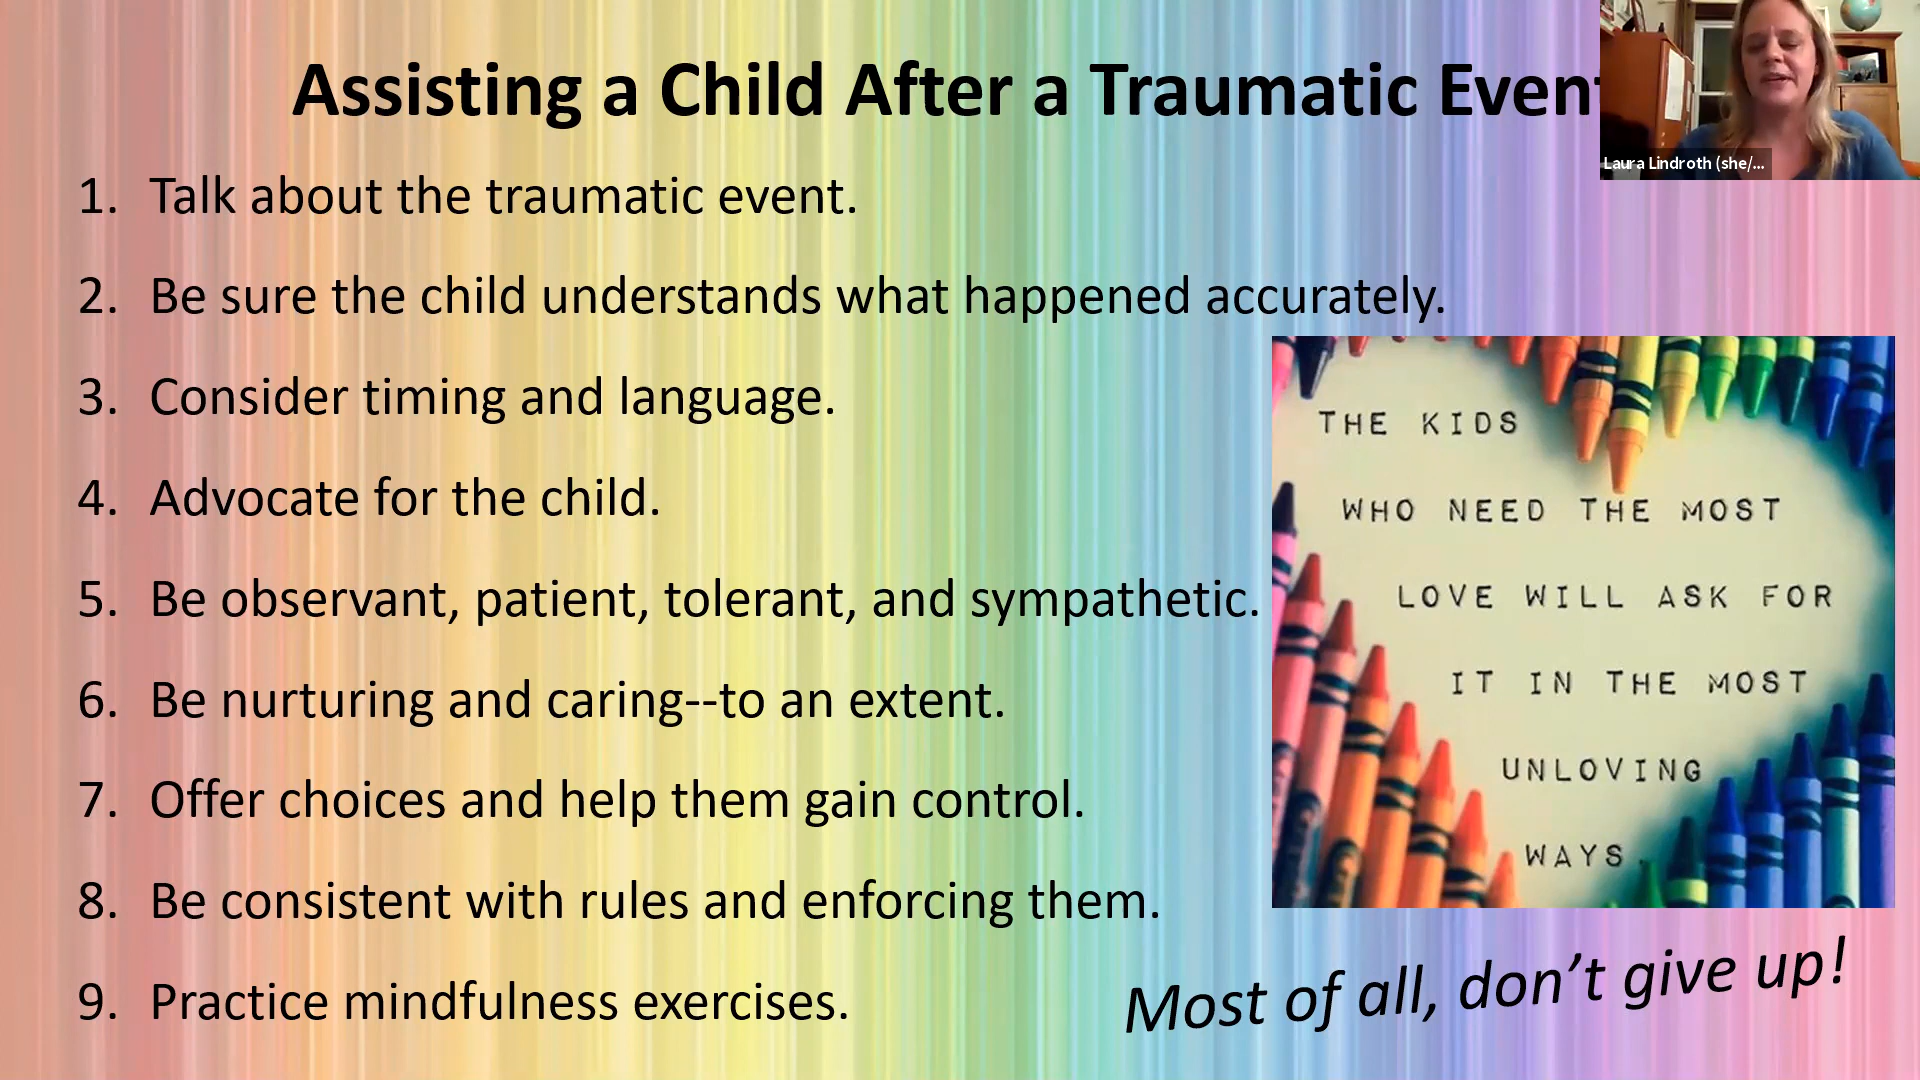 Assisting a Child After a Traumatic Event
Laura Lindroth (she/...
1. Talk about the traumatic event.
2. Be sure the child understands what happened accurately.
3. Consider timing and language.
4. Advocate for the child.
5. Be observant, patient, tolerant, and sympathetic.
6. Be nurturing and caring--to an extent.
7. Offer choices and help them gain control.
8. Be consistent with rules and enforcing them.
9. Practice mindfulness exercises.
THE KIDS
WHO NEED THE MOST
LOVE WILL ASK FOR
IT IN THE MOST
UNLOVING
WAYS.
Most of all, don’t give up!